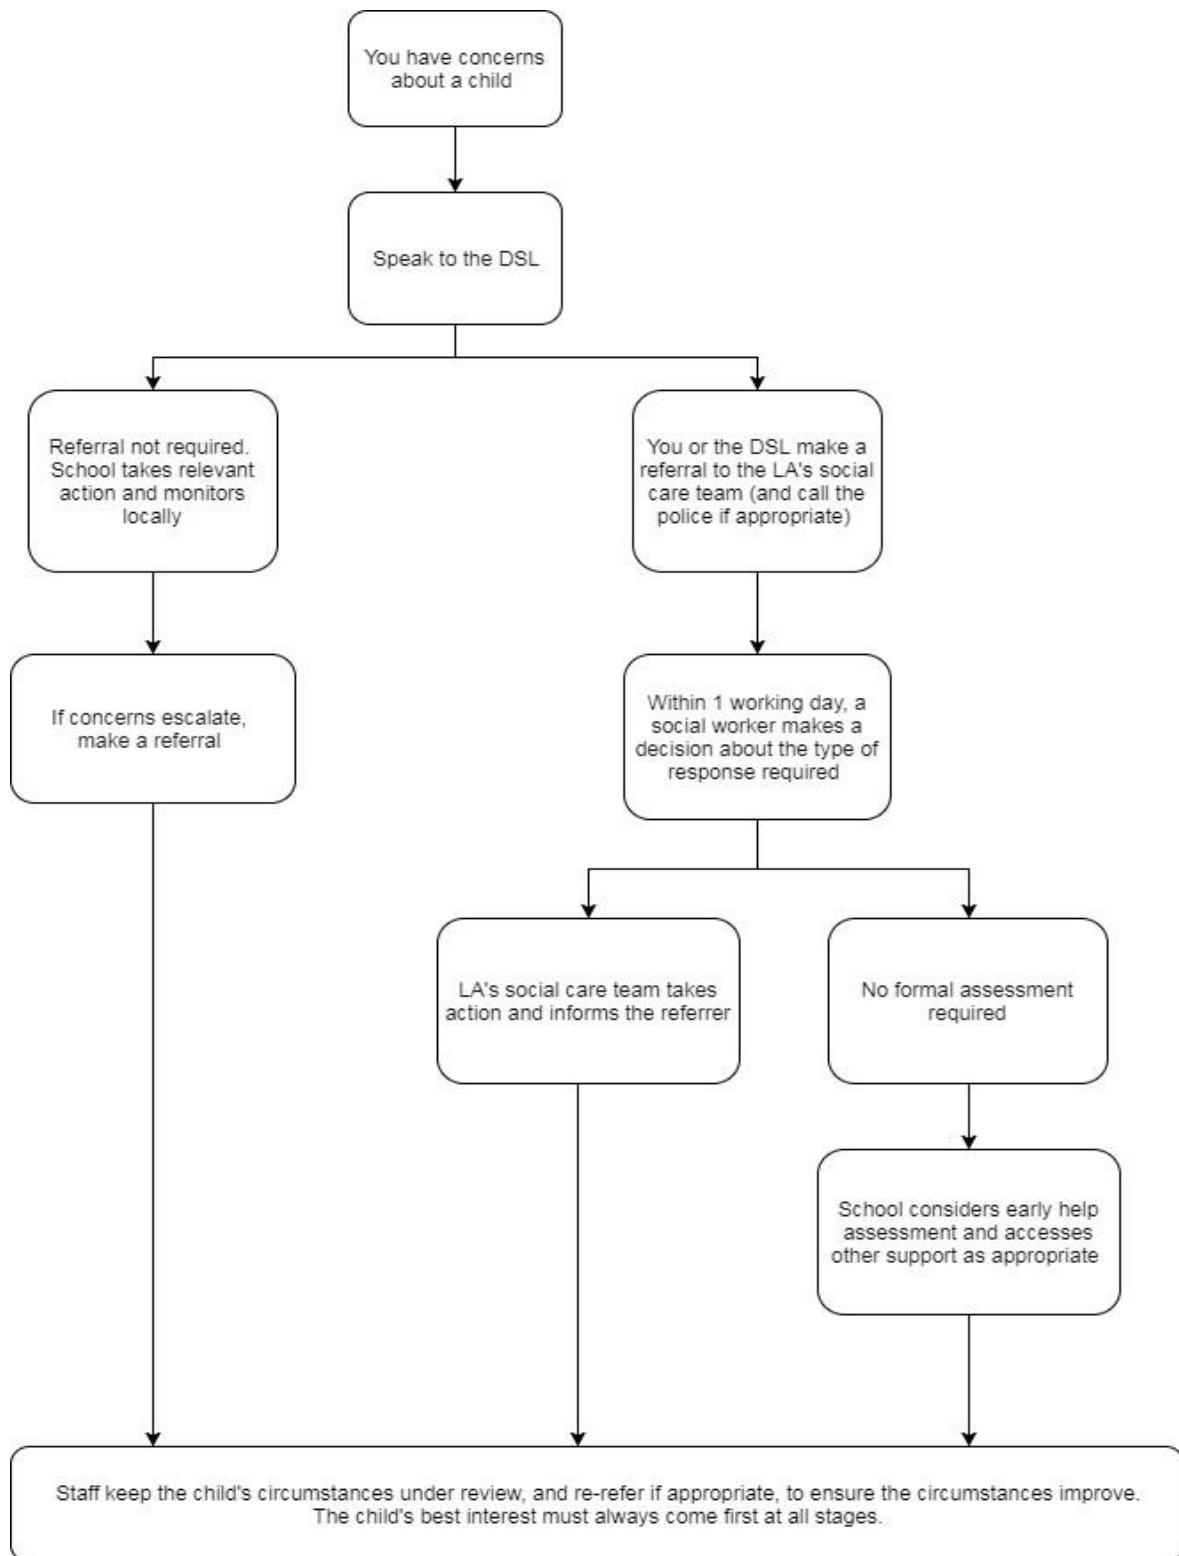 You have concerns
about a child
Speak to the DSL
Referral not required.
School takes relevant
action and monitors
locally
You or the DSL make a
referral to the LA's social
care team (and call the
police if appropriate)
If concerns escalate,
make a referral
Within 1 working day, a
social worker makes a
decision about the type of
response required
LA's social care team takes
action and informs the referrer
No formal assessment
required
School considers early help
assessment and accesses
other support as appropriate
Staff keep the child's circumstances under review, and re-refer if appropriate, to ensure the circumstances improve.
The child's best interest must always come first at all stages.